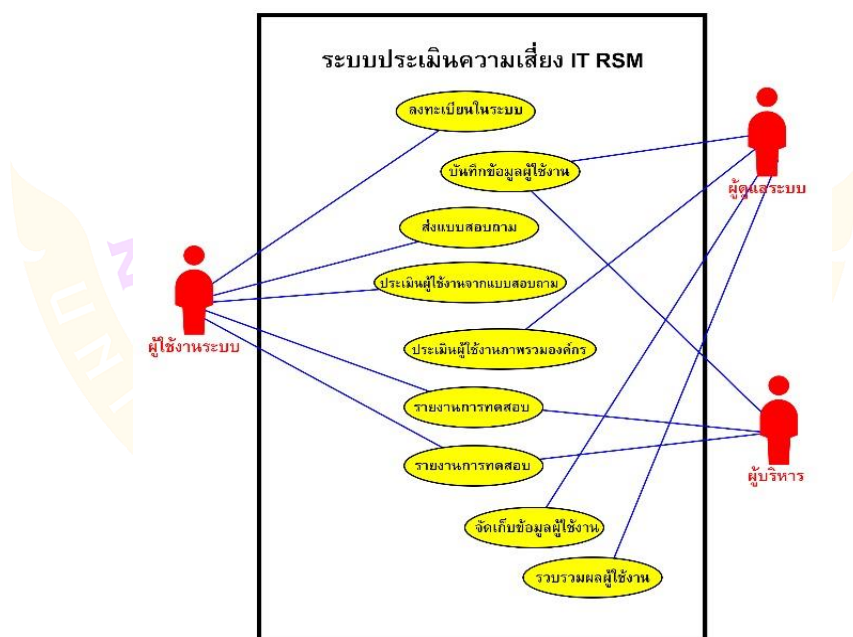 ระบบประเมินความเสี่ยง IT RSM
ลงทะเบียนในระบบ
บันทึกข้อมูลผู้ใช้งาน
ผู้ดูแลระบบ
ส่งแบบสอบถาม
ประเมินผู้ใช้งานจากแบบสอบถาม
ผู้ใช้งานระบบ
ประเมินผู้ใช้งานภาพรวมองค์กร
รายงานการทดสอบ
รายงานการทดสอบ
ผู้บริหาร
จัดเก็บข้อมูลผู้ใช้งาน
รวบรวมผลผู้ใช้งาน